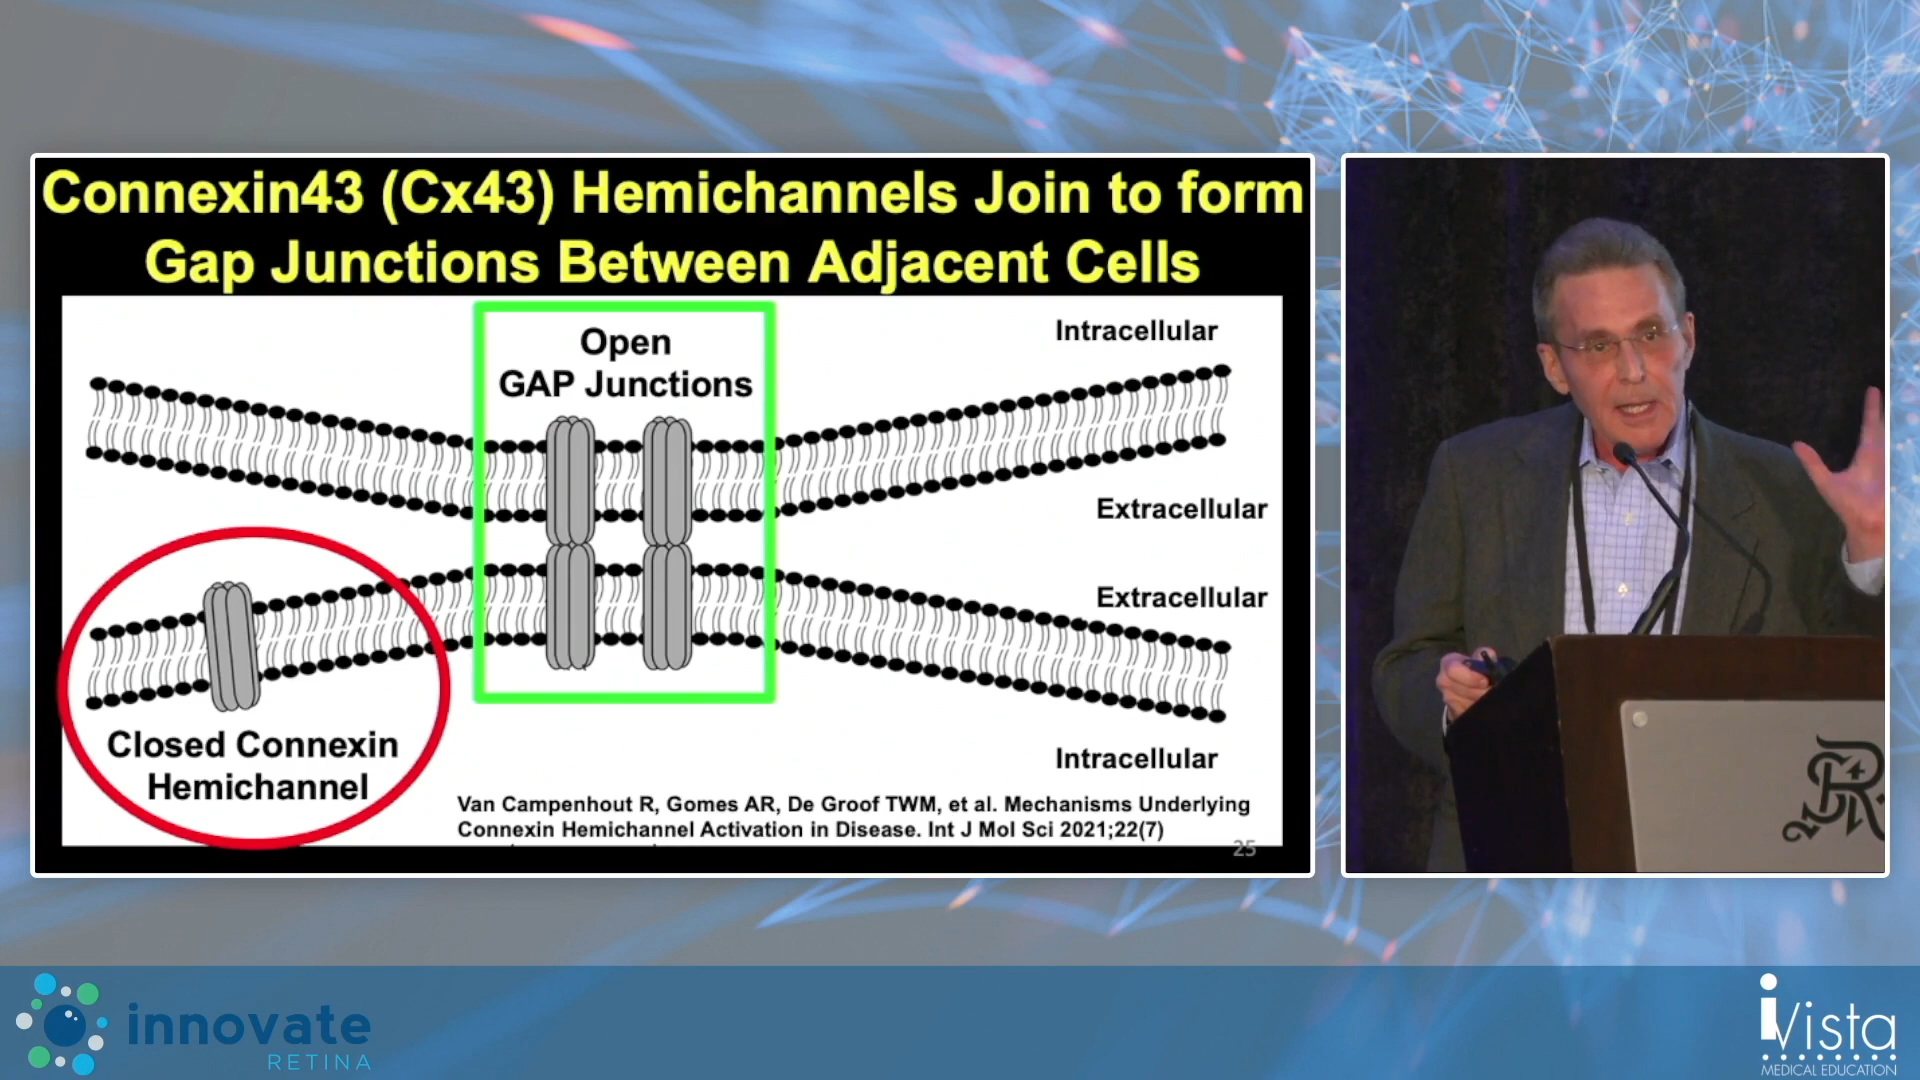 Connexin43 (Cx43) Hemichannels Join to form
Gap Junctions Between Adjacent Cells
Open
GAP Junctions
Intracellular
Extracellular
Extracellular
Intracellular
Closed Connexin
Hemichannel
Van Campenhout R, Gomes AR, De Groof TWM, et al. Mechanisms Underlying
Connexin Hemichannel Activation in Disease. Int J Mol Sci 2021;22(7)
25
innovate
RETINA
iVista
MEDICAL EDUCATION